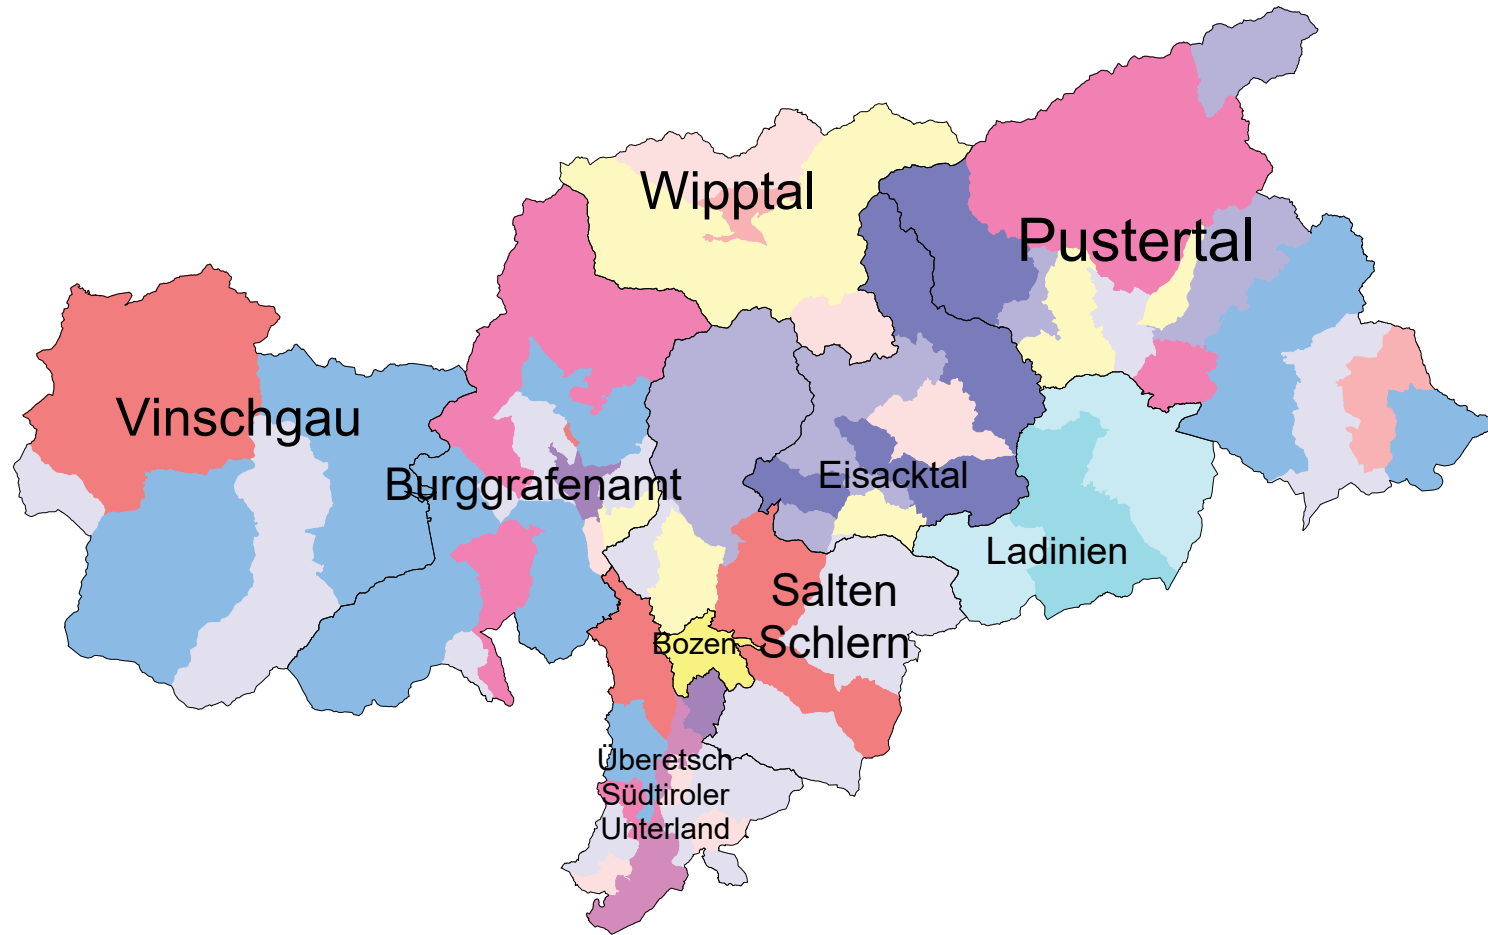 Wipptal
Pustertal
Vinschgau
Burggrafenamt
Eisacktal
Ladinien
Salten
Schlern
Bozen
Überetsch
Südtiroler
Unterland